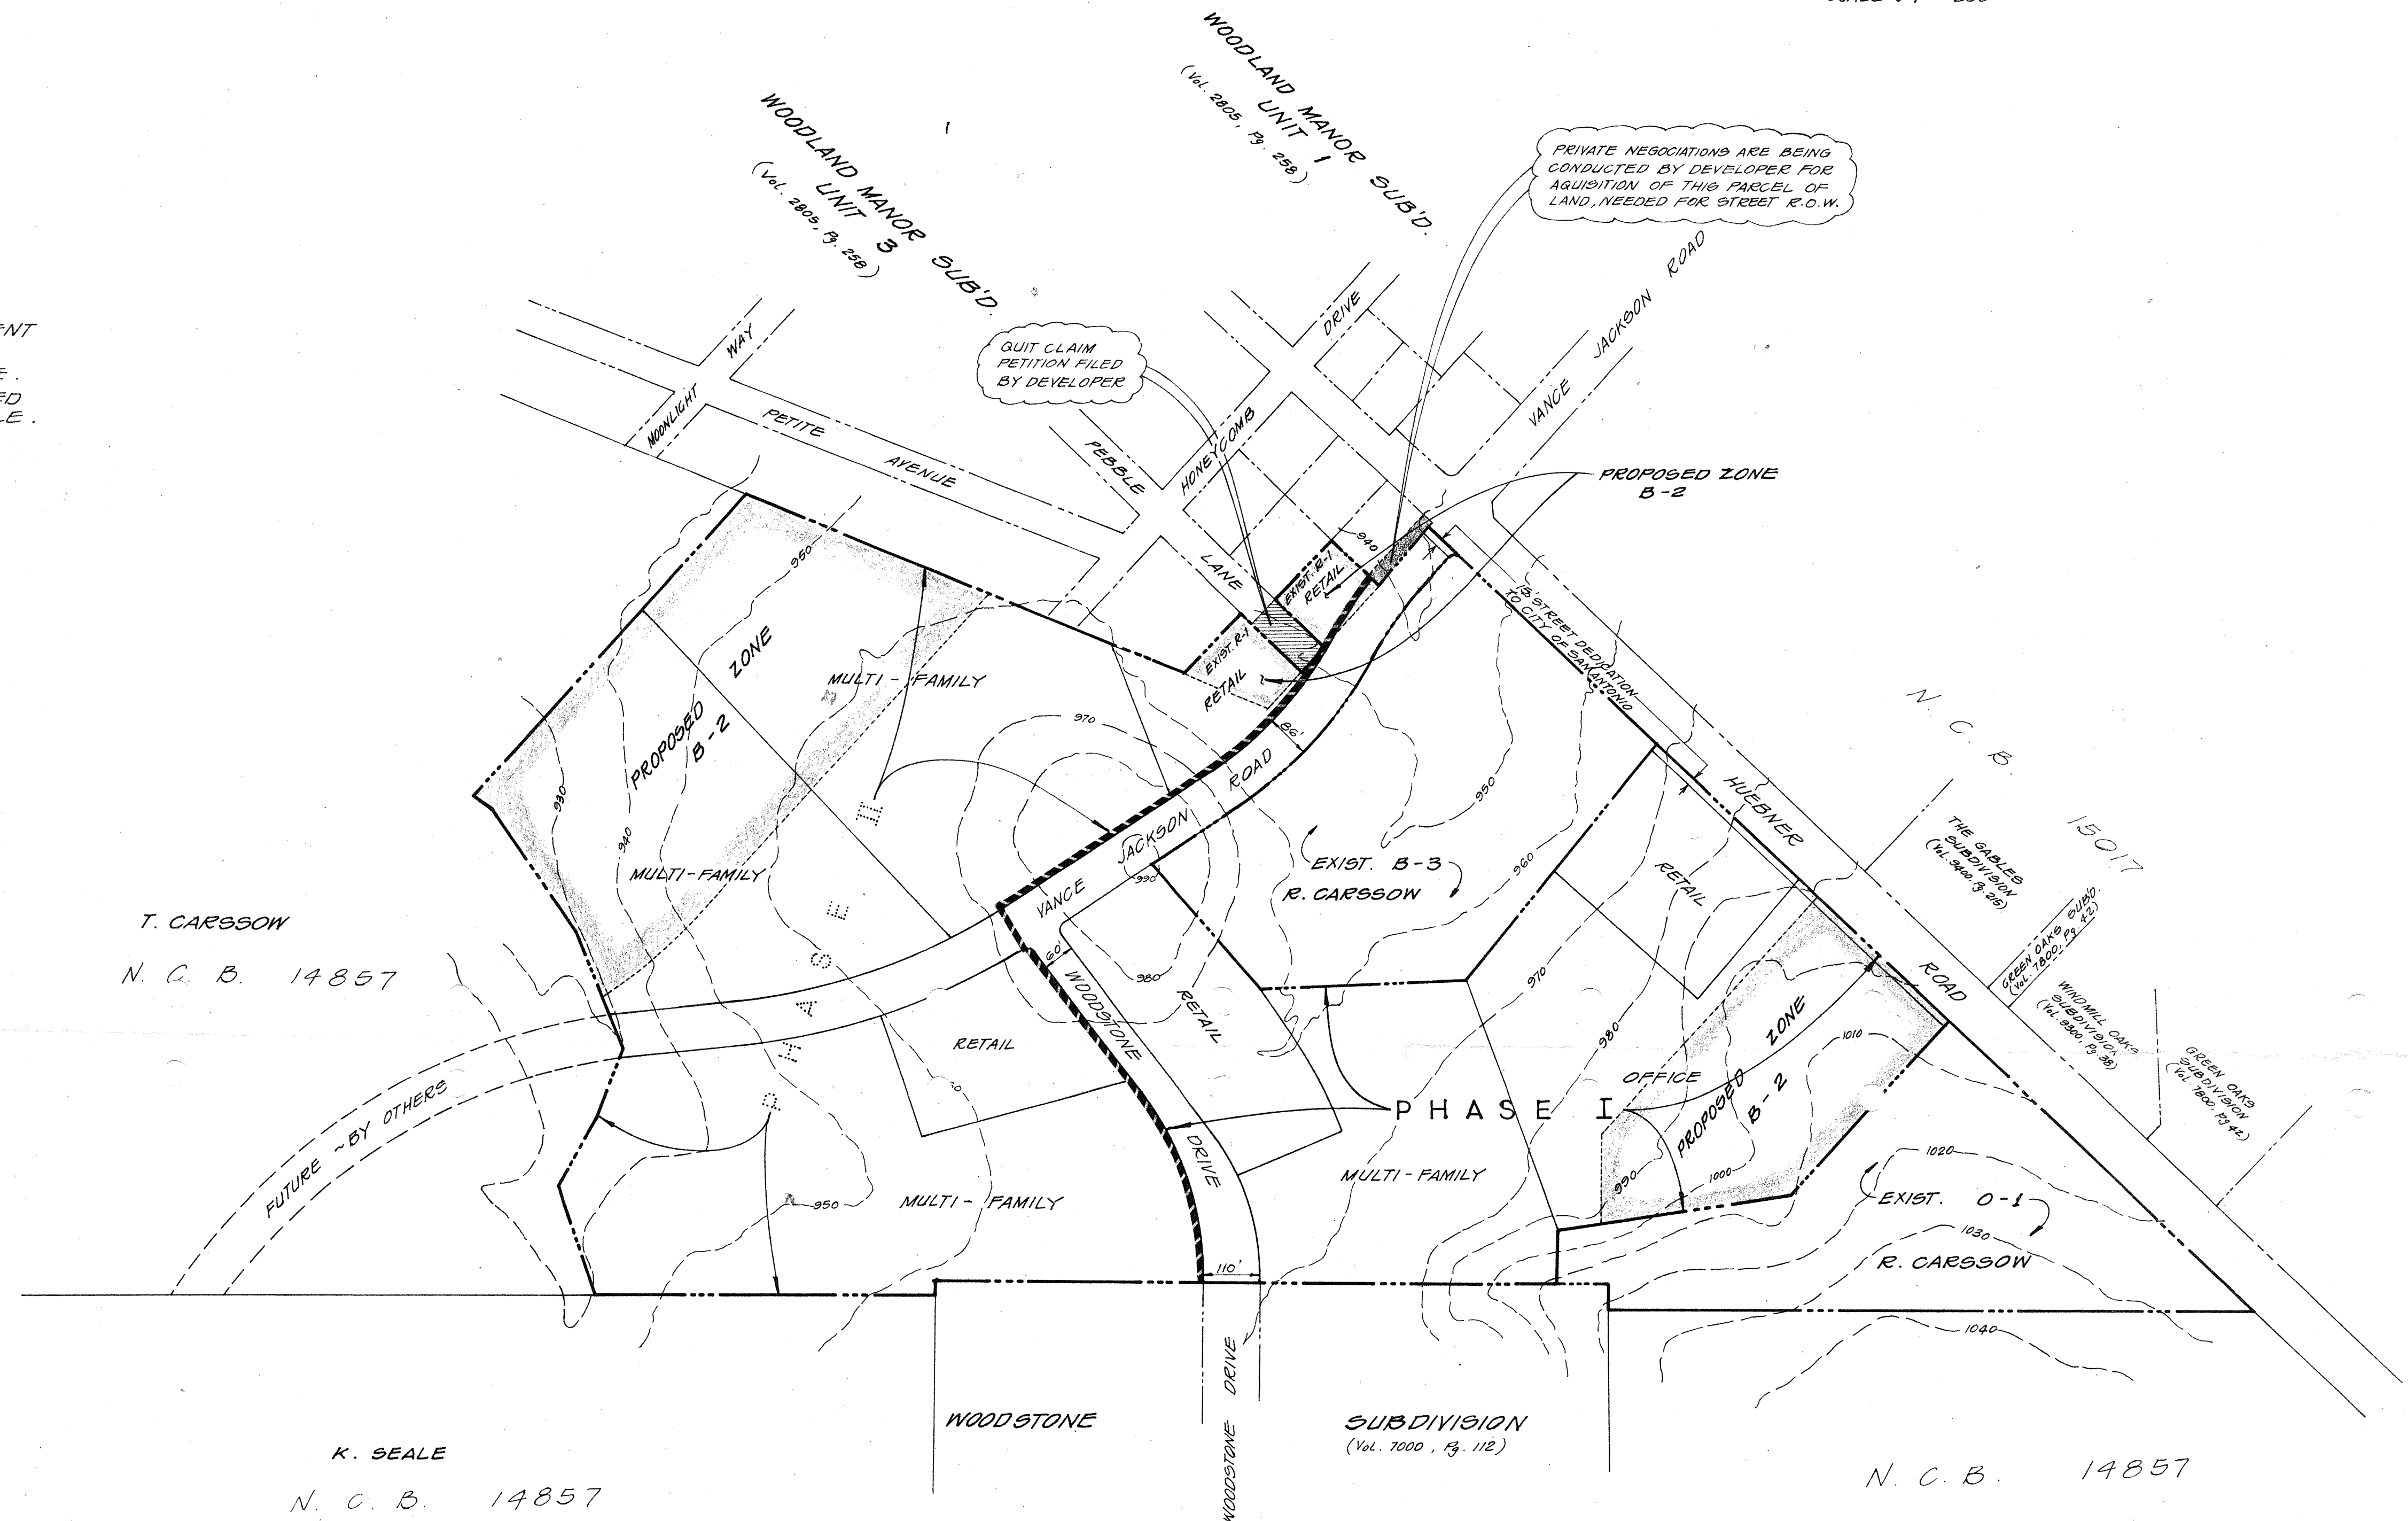 WOODLAND MANOR SUB'D.
UNIT 3
(Vol. 2805, Pg. 258)
WOODLAND MANOR SUB'D.
UNIT 1
(Vol. 2805, Pg. 258)
PRIVATE NEGOCIATIONS ARE BEING
CONDUCTED BY DEVELOPER FOR
AQUISITION OF THIS PARCEL OF
LAND, NEEDED FOR STREET R.O.W.
QUIT CLAIM
PETITION FILED
BY DEVELOPER
MOONLIGHT WAY
PETITE AVENUE
PEBBLE LANE
HONEYCOMB DRIVE
VANCE JACKSON ROAD
PROPOSED ZONE
B-2
EXIST. R-1
RETAIL
EXIST. R-1
RETAIL
940
15' STREET DEDICATION
TO CITY OF SAN ANTONIO
HUEBNER ROAD
N. C. B. 15017
THE GABLES
SUBDIVISION
(Vol. 9400, Pg. 215)
GREEN OAKS SUB'D.
(Vol. 7800, Pg. 42)
WINDMILL OAKS
SUBDIVISION
(Vol. 9300, Pg. 38)
GREEN OAKS
SUBDIVISION
(Vol. 7800, Pg 42)
950
PROPOSED ZONE
B-2
930
940
MULTI-FAMILY
MULTI-FAMILY
970
86'
VANCE JACKSON ROAD
990
980
60'
EXIST. B-3
R. CARSSOW
950
960
970
980
RETAIL
RETAIL
RETAIL
PHASE II
PHASE I
OFFICE
PROPOSED ZONE
B-2
990
1000
1010
1020
1030
1040
EXIST. O-1
R. CARSSOW
MULTI-FAMILY
MULTI-FAMILY
950
WOODSTONE DRIVE
110'
T. CARSSOW
N. C. B. 14857
FUTURE ~BY OTHERS
WOODSTONE SUBDIVISION
(Vol. 7000, Pg. 112)
WOODSTONE DRIVE
K. SEALE
N. C. B. 14857
N. C. B. 14857